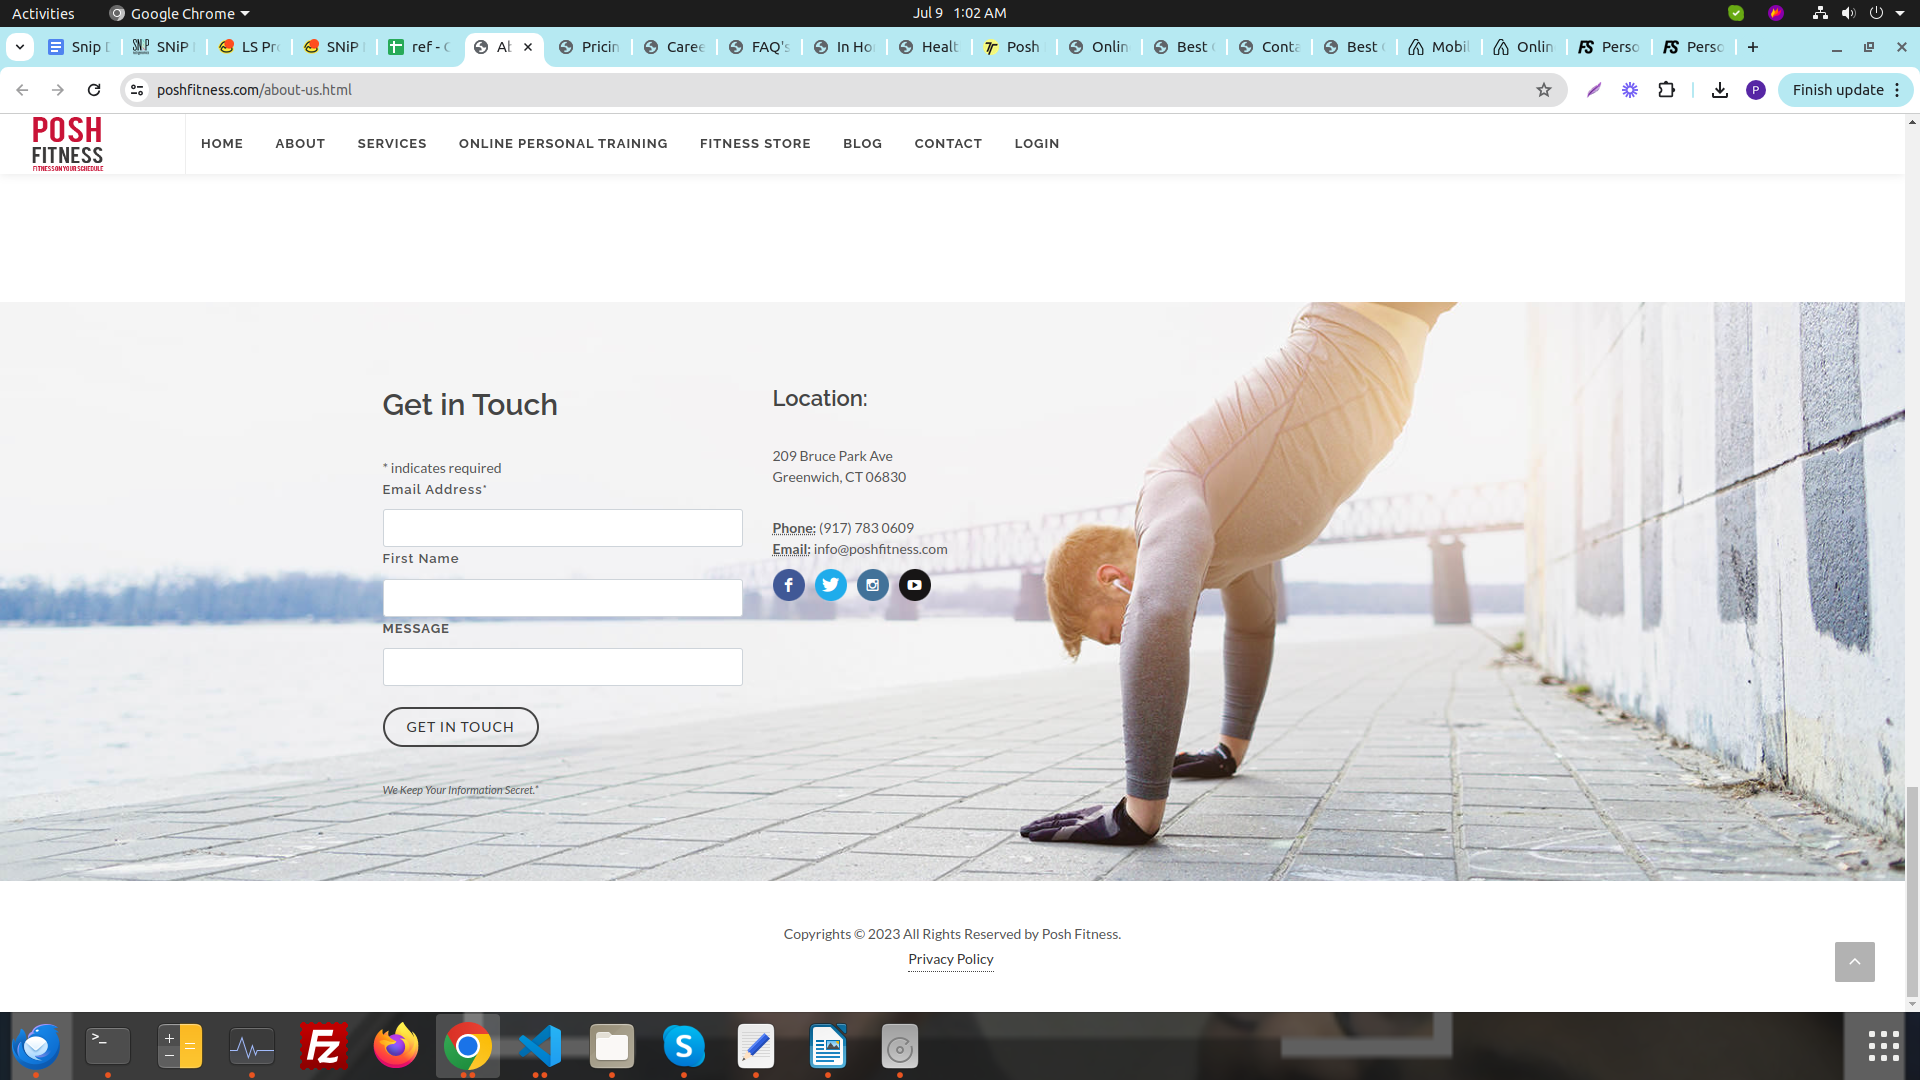 Activities
Google Chrome
Jul 9 1:02 AM
Snip D
SNiP
LS Pro
SNiP
ref - C
Ab
Pricin
Caree
FAQ's
In Ho
Healt
Posh
Onlin
Best
Conta
Best
Mobil
Onlin
Perso
Perso
poshfitness.com/about-us.html
P
Finish update
POSH
FITNESS
FITNESS ON YOUR SCHEDULE
HOME
ABOUT
SERVICES
ONLINE PERSONAL TRAINING
FITNESS STORE
BLOG
CONTACT
LOGIN
Get in Touch
* indicates required
Email Address*
First Name
MESSAGE
GET IN TOUCH
We Keep Your Information Secret.*
Location:
209 Bruce Park Ave
Greenwich, CT 06830
Phone: (917) 783 0609
Email: info@poshfitness.com
Copyrights © 2023 All Rights Reserved by Posh Fitness.
Privacy Policy